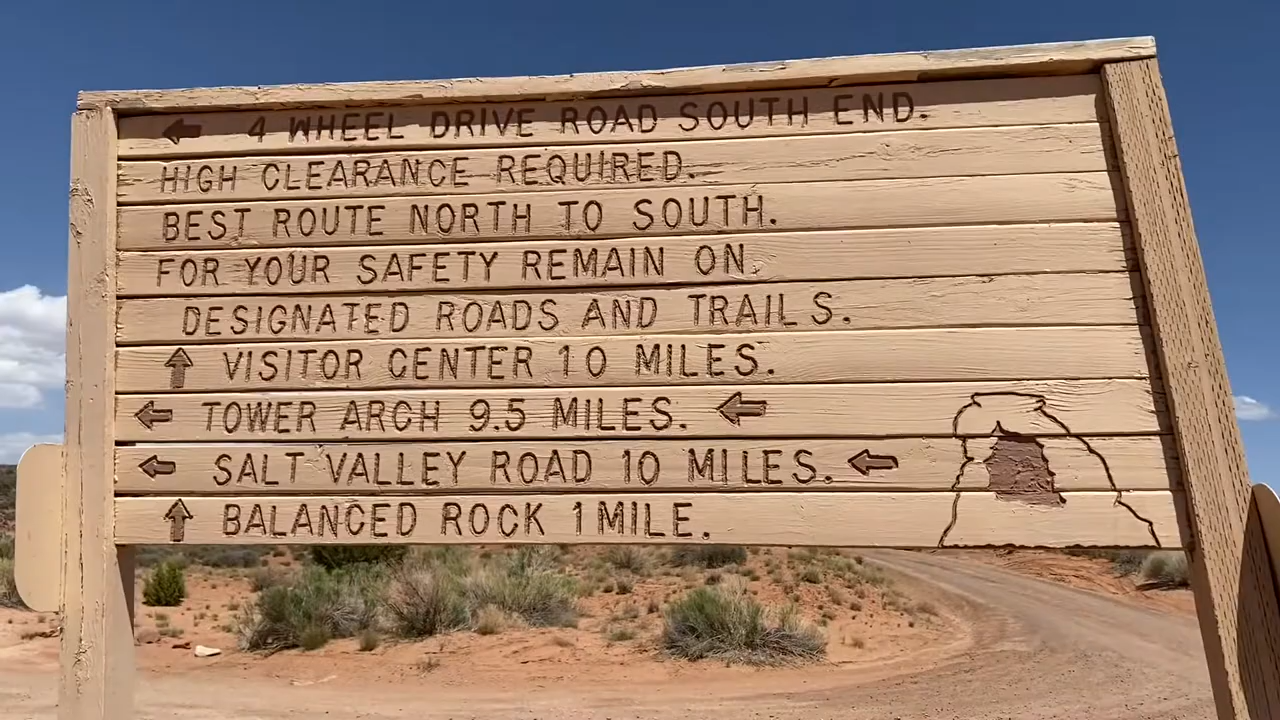 ← 4 WHEEL DRIVE ROAD SOUTH END.
HIGH CLEARANCE REQUIRED.
BEST ROUTE NORTH TO SOUTH.
FOR YOUR SAFETY REMAIN ON.
DESIGNATED ROADS AND TRAILS.
↑ VISITOR CENTER 10 MILES.
← TOWER ARCH 9.5 MILES. ←
← SALT VALLEY ROAD 10 MILES. ←
↑ BALANCED ROCK 1 MILE.